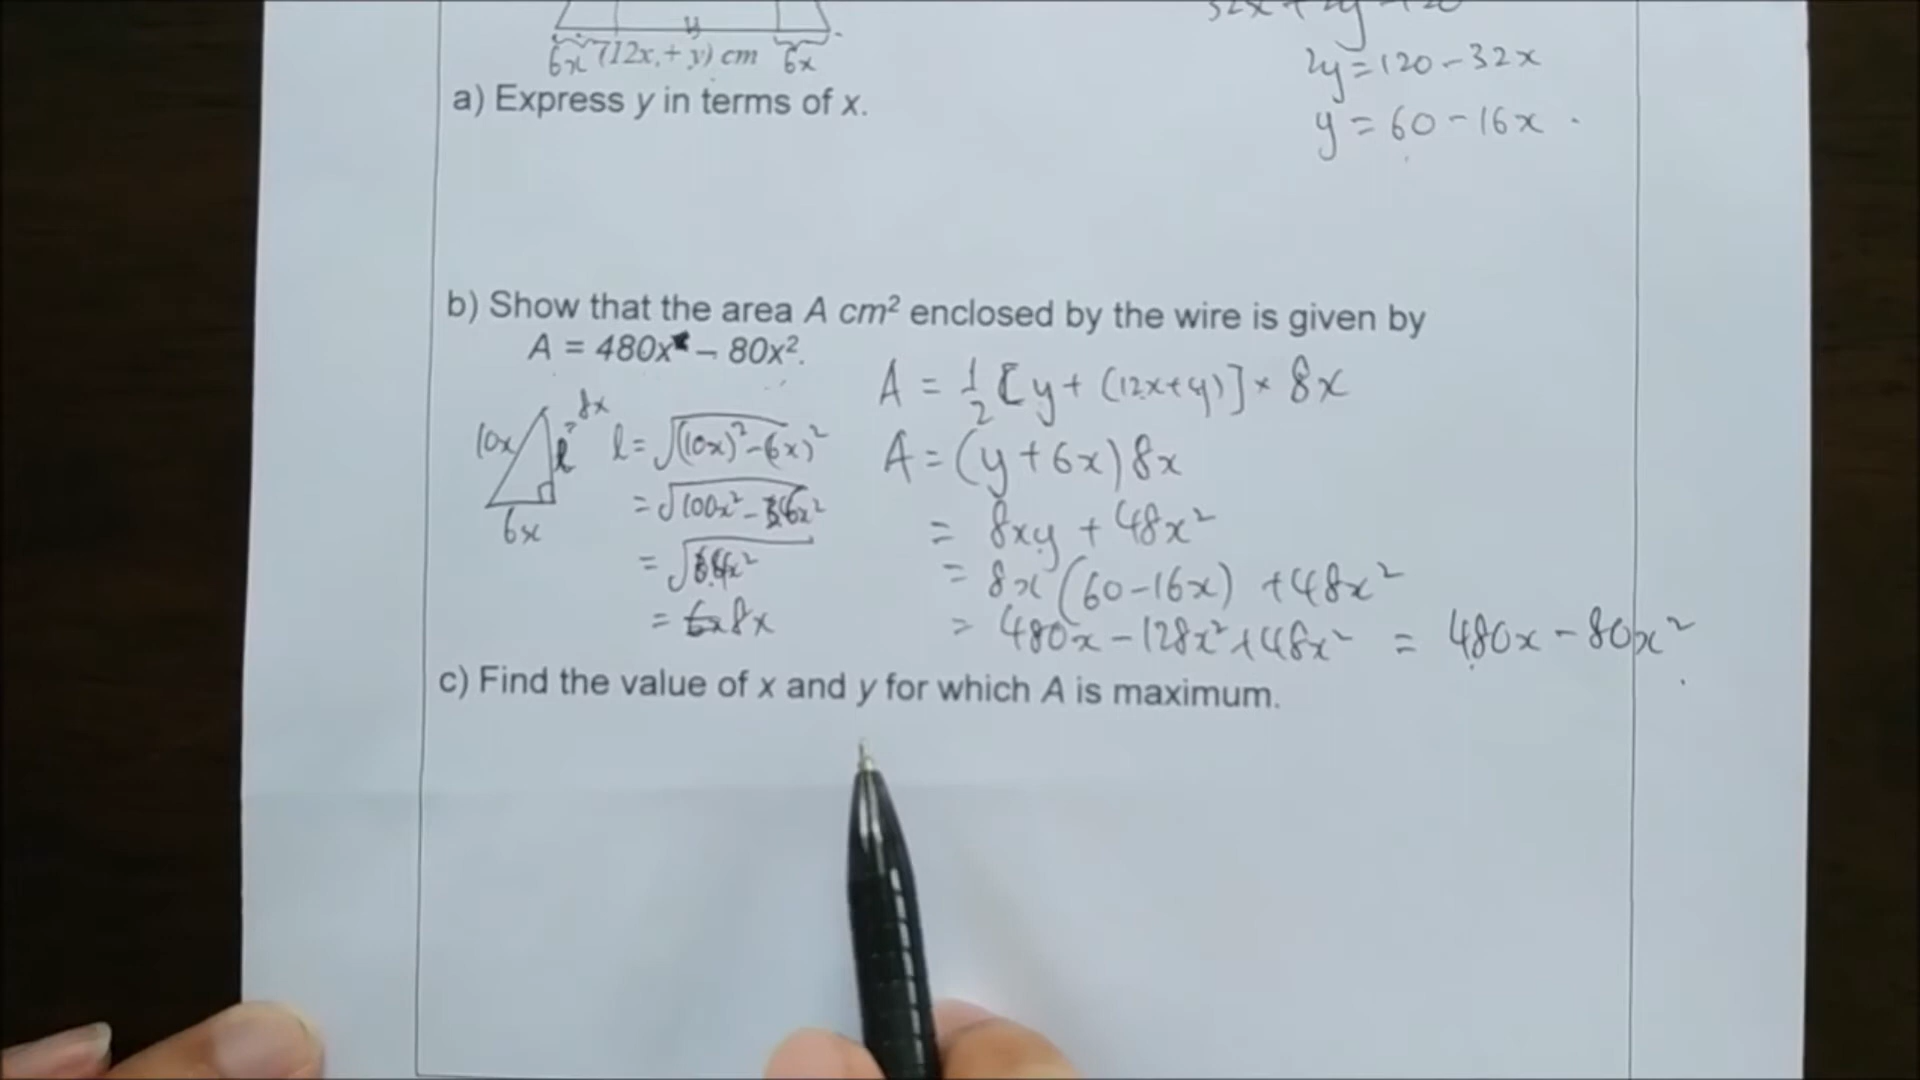 y
6x (12x + y) cm 6x
2y = 120 - 32x
y = 60 - 16x
a) Express y in terms of x.
b) Show that the area A cm² enclosed by the wire is given by
A = 480x - 80x².
10x l 8x
6x
l = √(10x)² - (6x)²
= √100x² - 36x²
= √64x²
= 8x
A = ½ [y + (12x+y)] × 8x
A = (y + 6x) 8x
= 8xy + 48x²
= 8x (60 - 16x) + 48x²
= 480x - 128x² + 48x² = 480x - 80x²
c) Find the value of x and y for which A is maximum.